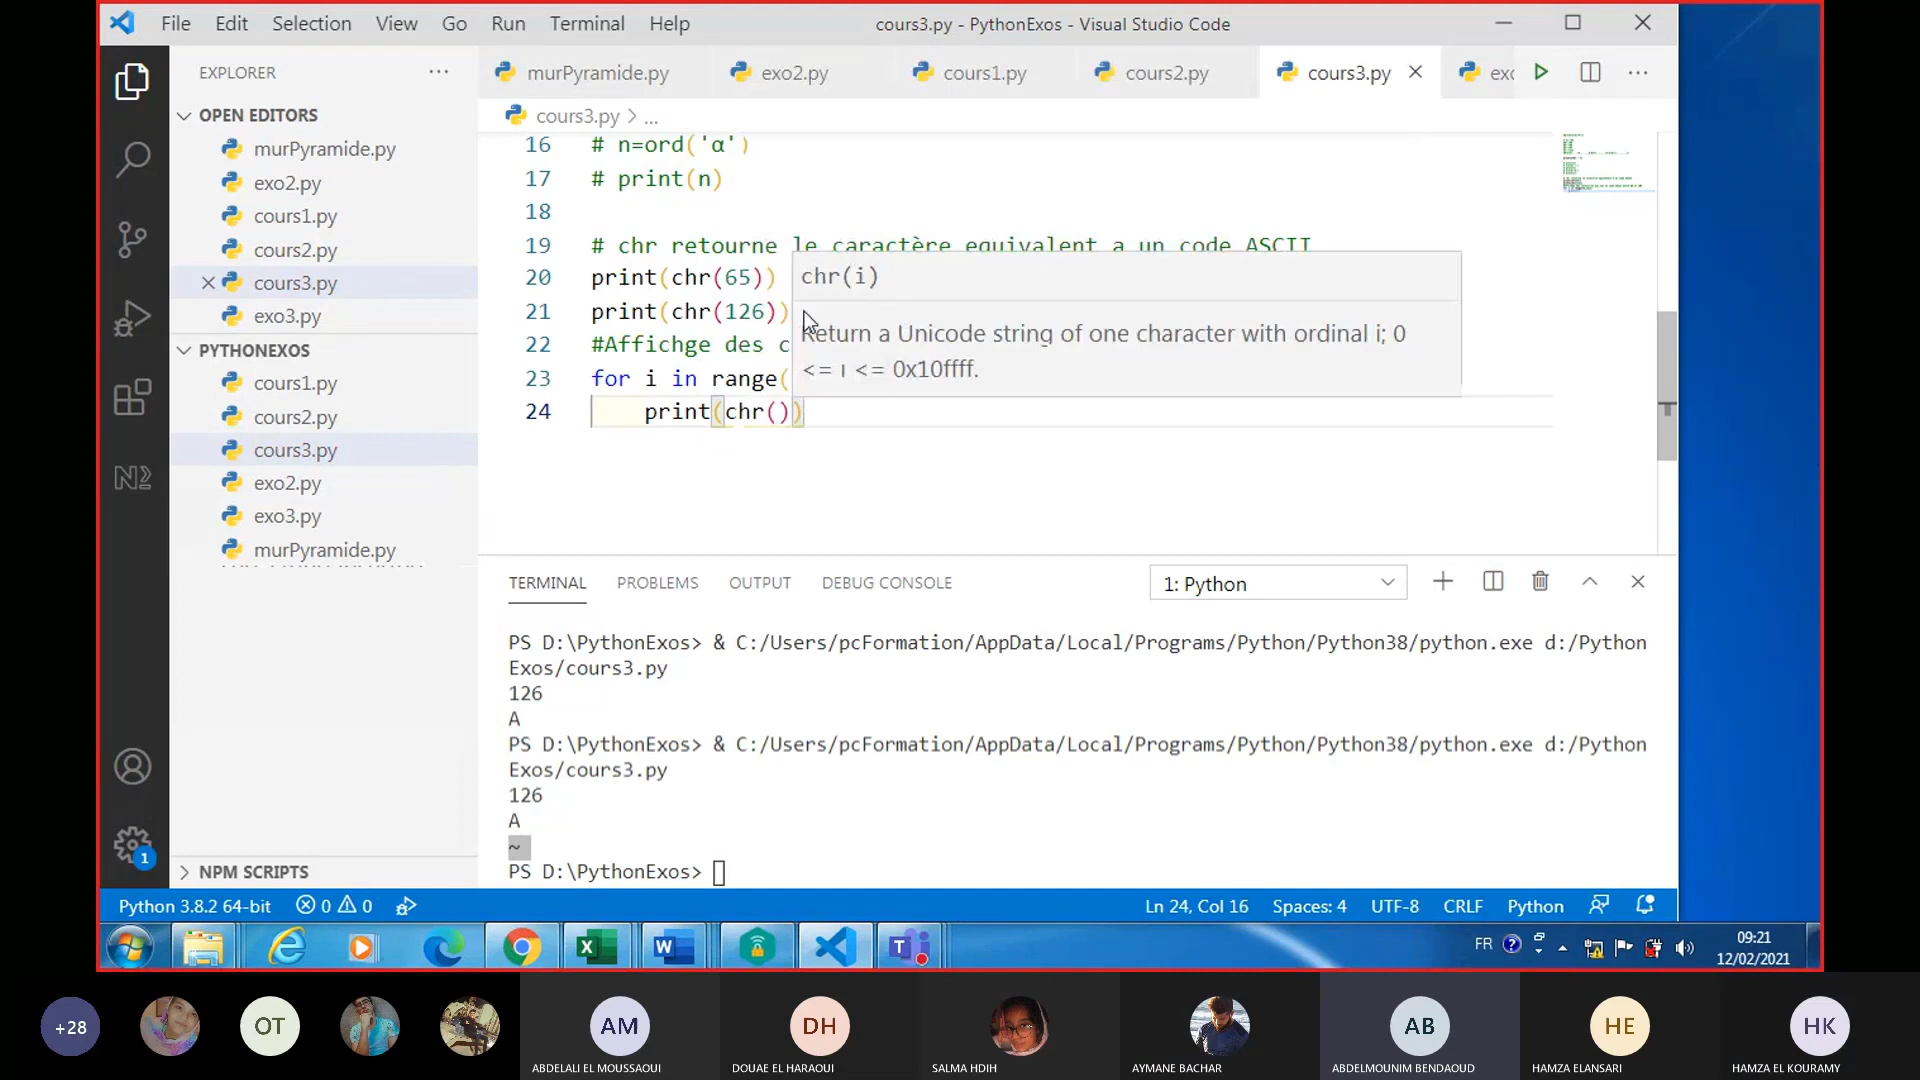 File Edit Selection View Go Run Terminal Help
cours3.py - PythonExos - Visual Studio Code
EXPLORER
murPyramide.py
exo2.py
cours1.py
cours2.py
cours3.py
OPEN EDITORS
murPyramide.py
exo2.py
cours1.py
cours2.py
cours3.py
exo3.py
PYTHONEXOS
cours1.py
cours2.py
cours3.py
exo2.py
exo3.py
murPyramide.py
NPM SCRIPTS
cours3.py > ...
16 # n=ord('α')
17 # print(n)
18
19 # chr retourne le caractère equivalent a un code ASCII
20 print(chr(65))
21 print(chr(126))
22 #Affichge des c
23 for i in range(
24 print(chr())
chr(i)
Return a Unicode string of one character with ordinal i; 0
<= i <= 0x10ffff.
TERMINAL PROBLEMS OUTPUT DEBUG CONSOLE
1: Python
PS D:\PythonExos> & C:/Users/pcFormation/AppData/Local/Programs/Python/Python38/python.exe d:/Python
Exos/cours3.py
126
A
PS D:\PythonExos> & C:/Users/pcFormation/AppData/Local/Programs/Python/Python38/python.exe d:/Python
Exos/cours3.py
126
A
~
PS D:\PythonExos>
1
Python 3.8.2 64-bit 0 0
Ln 24, Col 16 Spaces: 4 UTF-8 CRLF Python
FR
09:21
12/02/2021
+28
OT
AM
DH
AB
HE
HK
ABDELALI EL MOUSSAOUI
DOUAE EL HARAOUI
SALMA HDIH
AYMANE BACHAR
ABDELMOUNIM BENDAOUD
HAMZA ELANSARI
HAMZA EL KOURAMY